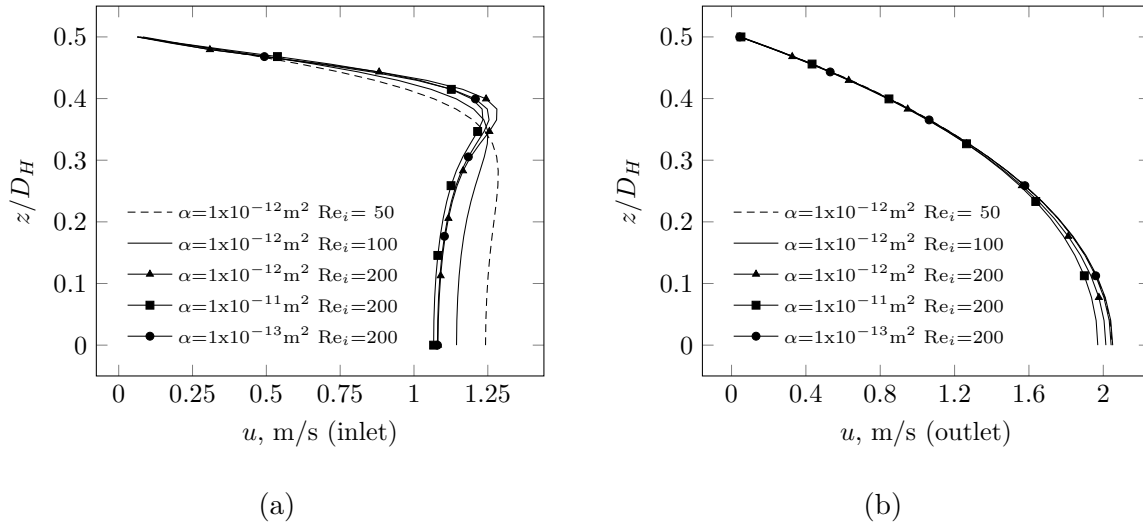 0.5
0.4
0.3
0.2
0.1
0
z/D_H
α=1x10⁻¹²m² Re_i= 50
α=1x10⁻¹²m² Re_i=100
α=1x10⁻¹²m² Re_i=200
α=1x10⁻¹¹m² Re_i=200
α=1x10⁻¹³m² Re_i=200
0 0.25 0.5 0.75 1 1.25
u, m/s (inlet)
(a)
0.5
0.4
0.3
0.2
0.1
0
z/D_H
α=1x10⁻¹²m² Re_i= 50
α=1x10⁻¹²m² Re_i=100
α=1x10⁻¹²m² Re_i=200
α=1x10⁻¹¹m² Re_i=200
α=1x10⁻¹³m² Re_i=200
0 0.4 0.8 1.2 1.6 2
u, m/s (outlet)
(b)